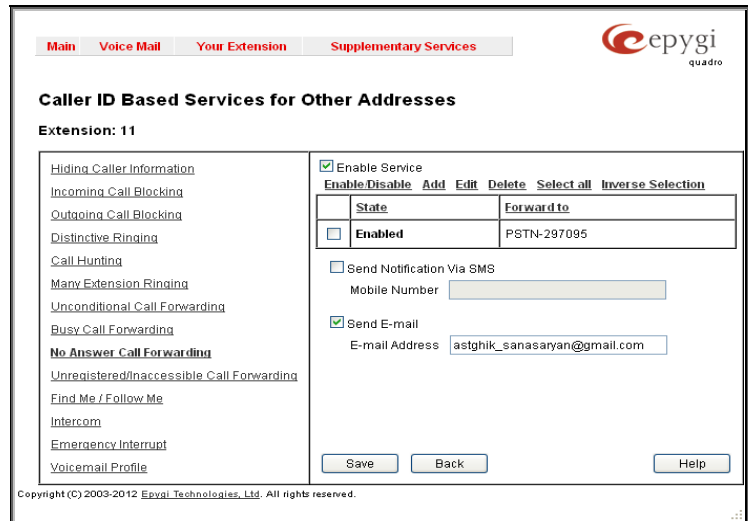 Main Voice Mail Your Extension Supplementary Services
epygi
quadro
Caller ID Based Services for Other Addresses
Extension: 11
Hiding Caller Information
Incoming Call Blocking
Outgoing Call Blocking
Distinctive Ringing
Call Hunting
Many Extension Ringing
Unconditional Call Forwarding
Busy Call Forwarding
No Answer Call Forwarding
Unregistered/Inaccessible Call Forwarding
Find Me / Follow Me
Intercom
Emergency Interrupt
Voicemail Profile
Enable Service
Enable/Disable Add Edit Delete Select all Inverse Selection
State Forward to
Enabled PSTN-297095
Send Notification Via SMS
Mobile Number
Send E-mail
E-mail Address astghik_sanasaryan@gmail.com
Save Back Help
Copyright (C) 2003-2012 Epygi Technologies, Ltd. All rights reserved.